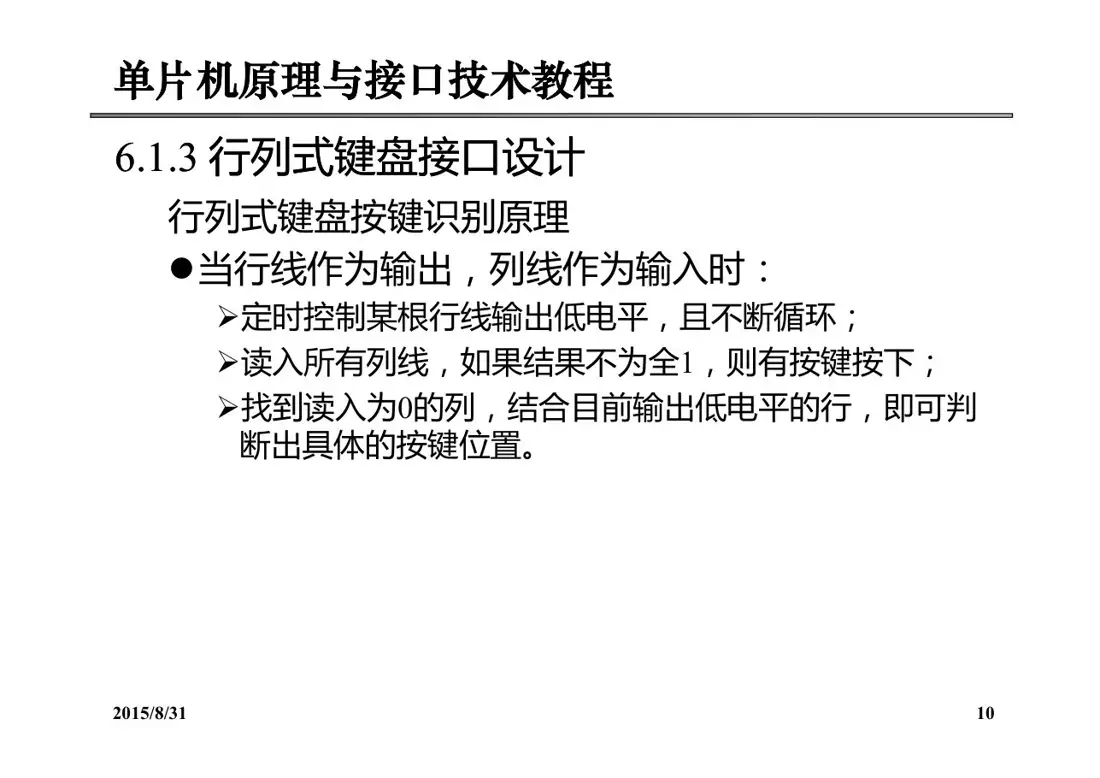 单片机原理与接口技术教程
6.1.3 行列式键盘接口设计
行列式键盘按键识别原理
●当行线作为输出，列线作为输入时：
➢定时控制某根行线输出低电平，且不断循环；
➢读入所有列线，如果结果不为全1，则有按键按下；
➢找到读入为0的列，结合目前输出低电平的行，即可判
断出具体的按键位置。
2015/8/31
10